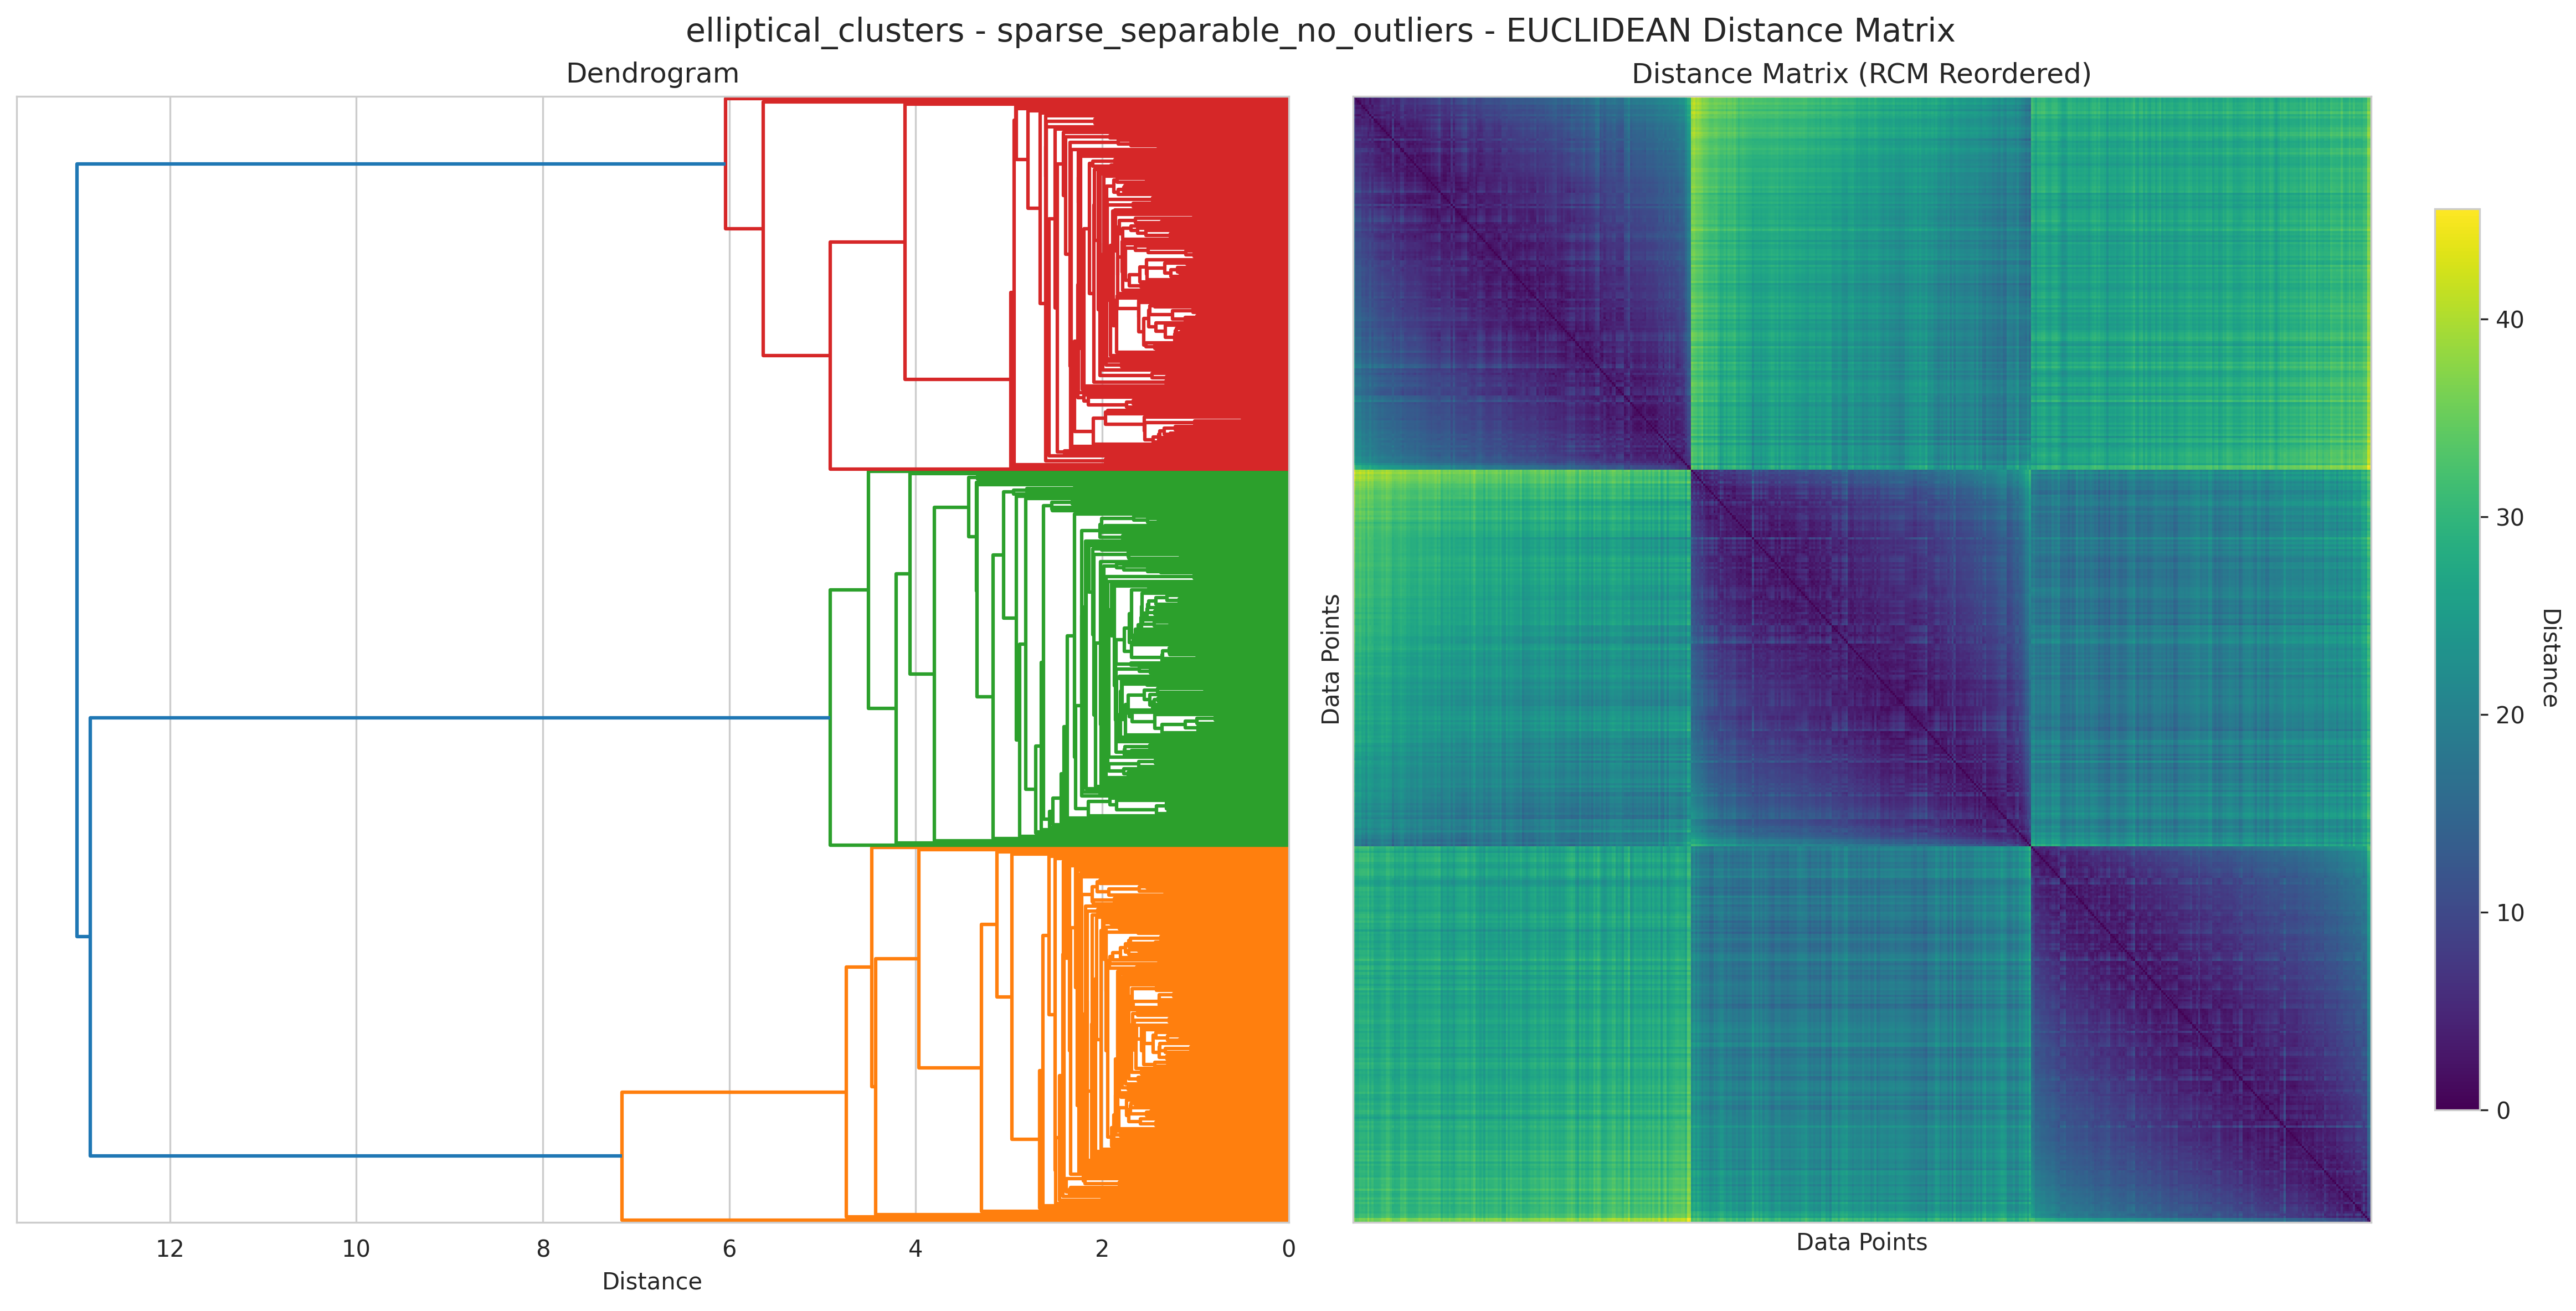 elliptical_clusters - sparse_separable_no_outliers - EUCLIDEAN Distance Matrix
Dendrogram
12 10 8 6 4 2 0
Distance
Distance Matrix (RCM Reordered)
Data Points
Data Points
40
30
20
10
0
Distance